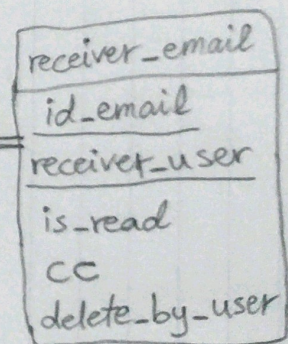 receiver_email
id_email
receiver_user
is_read
CC
delete_by_user